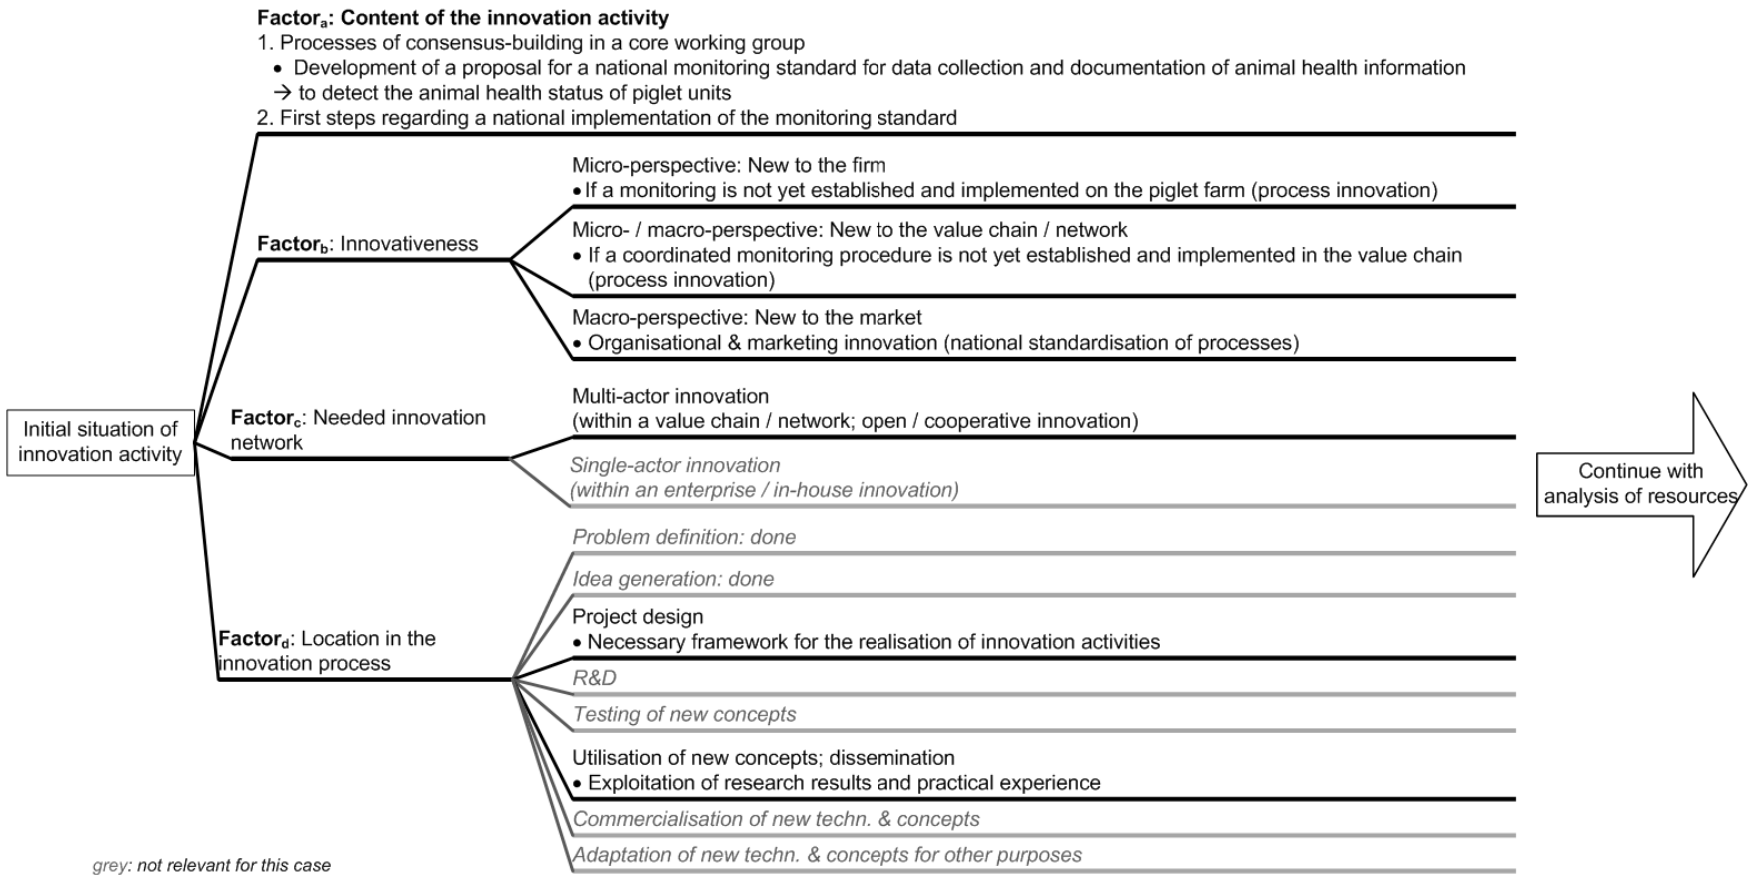 Factorₐ: Content of the innovation activity
1. Processes of consensus-building in a core working group
• Development of a proposal for a national monitoring standard for data collection and documentation of animal health information
→ to detect the animal health status of piglet units
2. First steps regarding a national implementation of the monitoring standard
Micro-perspective: New to the firm
• If a monitoring is not yet established and implemented on the piglet farm (process innovation)
Factorb: Innovativeness
Micro- / macro-perspective: New to the value chain / network
• If a coordinated monitoring procedure is not yet established and implemented in the value chain
(process innovation)
Macro-perspective: New to the market
• Organisational & marketing innovation (national standardisation of processes)
Initial situation of
innovation activity
Factorc: Needed innovation
network
Multi-actor innovation
(within a value chain / network; open / cooperative innovation)
Single-actor innovation
(within an enterprise / in-house innovation)
Continue with
analysis of resources
Factord: Location in the
innovation process
Problem definition: done
Idea generation: done
Project design
• Necessary framework for the realisation of innovation activities
R&D
Testing of new concepts
Utilisation of new concepts; dissemination
• Exploitation of research results and practical experience
Commercialisation of new techn. & concepts
Adaptation of new techn. & concepts for other purposes
grey: not relevant for this case